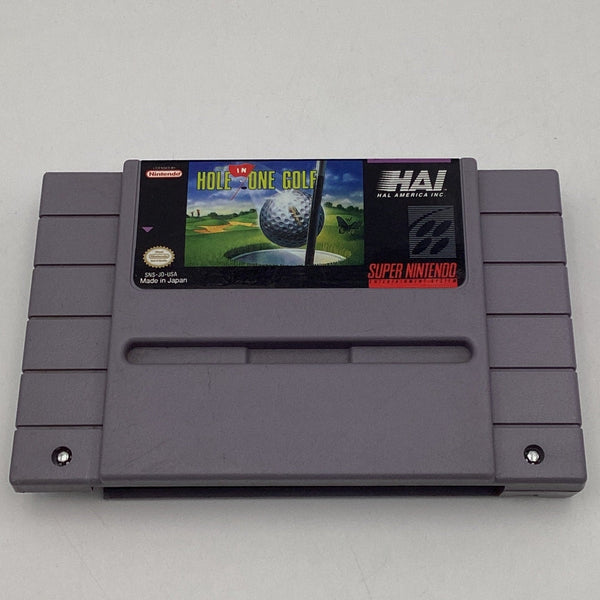 LICENSED BY
Nintendo
HOLE IN ONE GOLF
HAL
HAL AMERICA INC.
SNS-JO-USA
Made in Japan
SUPER NINTENDO
ENTERTAINMENT SYSTEM